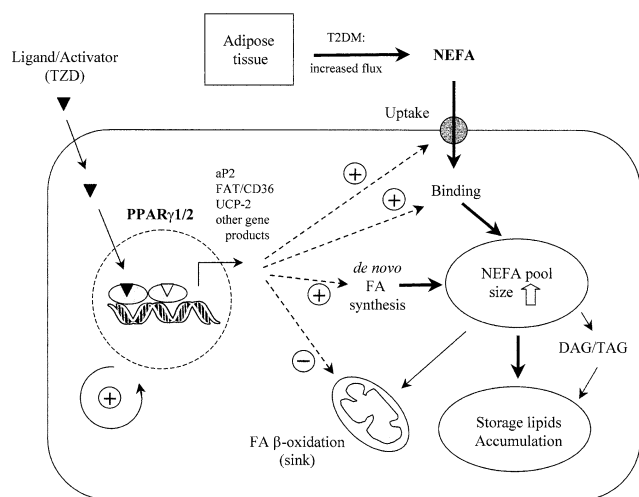 Adipose
tissue
T2DM:
increased flux
NEFA
Ligand/Activator
(TZD)
Uptake
aP2
FAT/CD36
UCP-2
other gene
products
PPARγ1/2
+
+
Binding
de novo
FA
synthesis
+
NEFA pool
size
DAG/TAG
−
+
FA β-oxidation
(sink)
Storage lipids
Accumulation